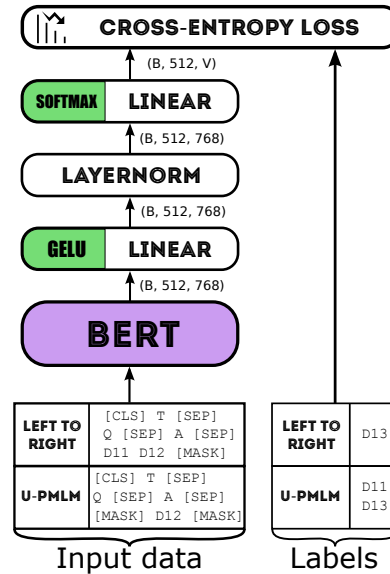 CROSS-ENTROPY LOSS
(B, 512, V)
SOFTMAX LINEAR
(B, 512, 768)
LAYERNORM
(B, 512, 768)
GELU LINEAR
(B, 512, 768)
BERT
LEFT TO
RIGHT
[CLS] T [SEP]
Q [SEP] A [SEP]
D11 D12 [MASK]
U-PMLM
[CLS] T [SEP]
Q [SEP] A [SEP]
[MASK] D12 [MASK]
Input data
LEFT TO
RIGHT
D13
U-PMLM
D11
D13
Labels